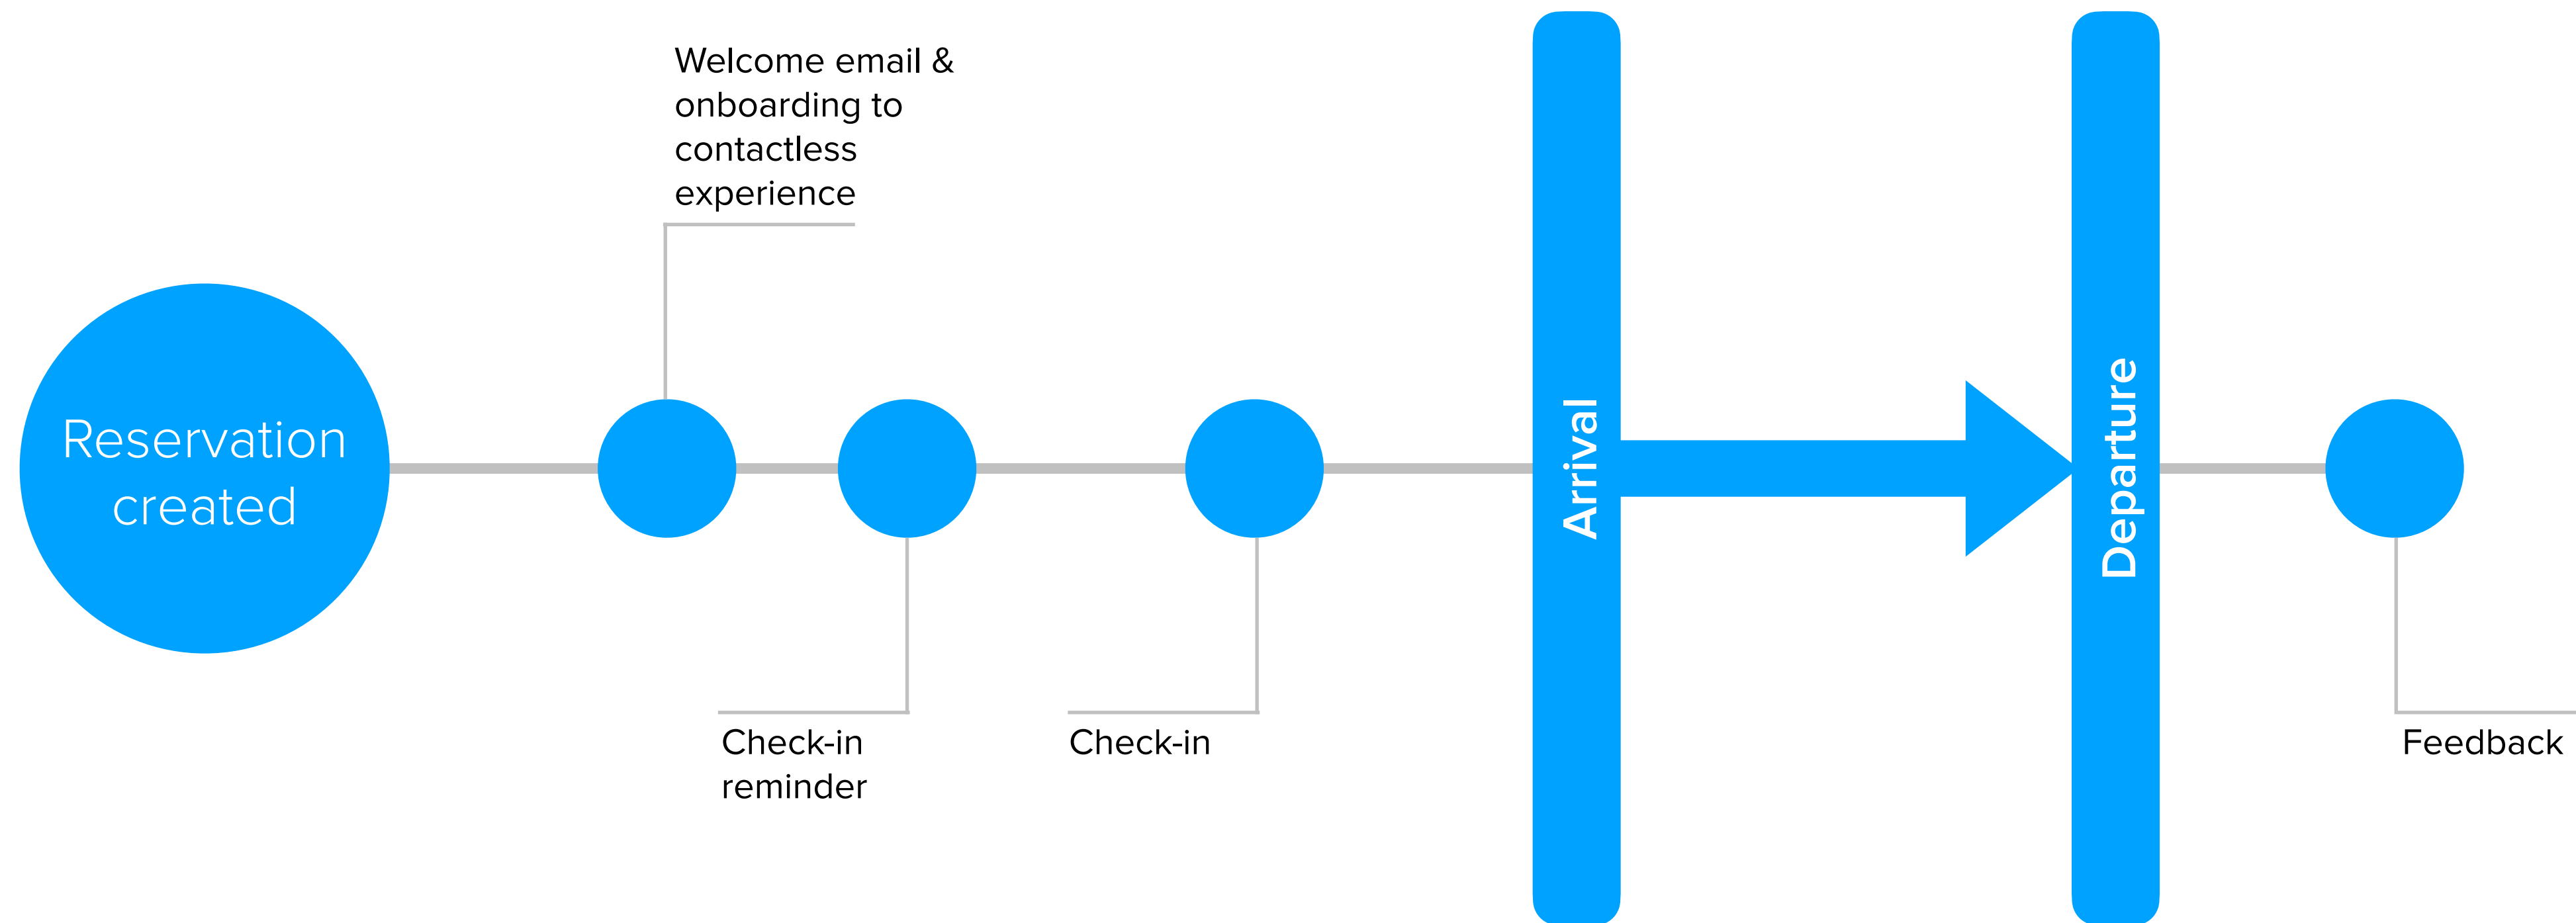 Welcome email &
onboarding to
contactless
experience
Reservation
created
Arrival
Departure
Check-in
reminder
Check-in
Feedback